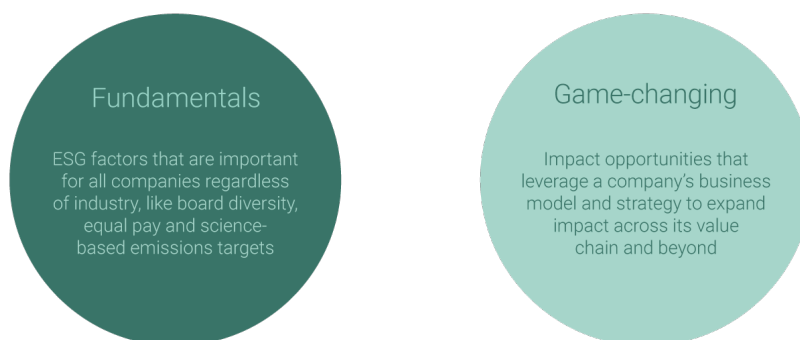 Fundamentals
ESG factors that are important
for all companies regardless
of industry, like board diversity,
equal pay and science-
based emissions targets
Game-changing
Impact opportunities that
leverage a company's business
model and strategy to expand
impact across its value
chain and beyond